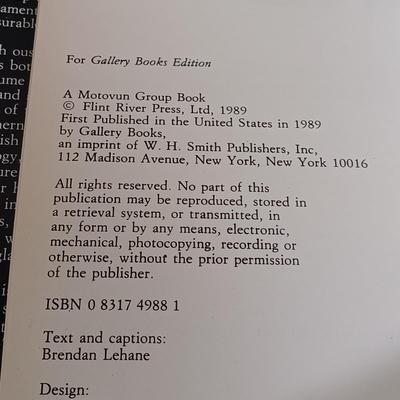 For Gallery Books Edition
A Motovun Group Book
© Flint River Press, Ltd, 1989
First Published in the United States in 1989
by Gallery Books,
an imprint of W. H. Smith Publishers, Inc,
112 Madison Avenue, New York, New York 10016
All rights reserved. No part of this
publication may be reproduced, stored in
a retrieval system, or transmitted, in
any form or by any means, electronic,
mechanical, photocopying, recording or
otherwise, without the prior permission
of the publisher.
ISBN 0 8317 4988 1
Text and captions:
Brendan Lehane
Design: